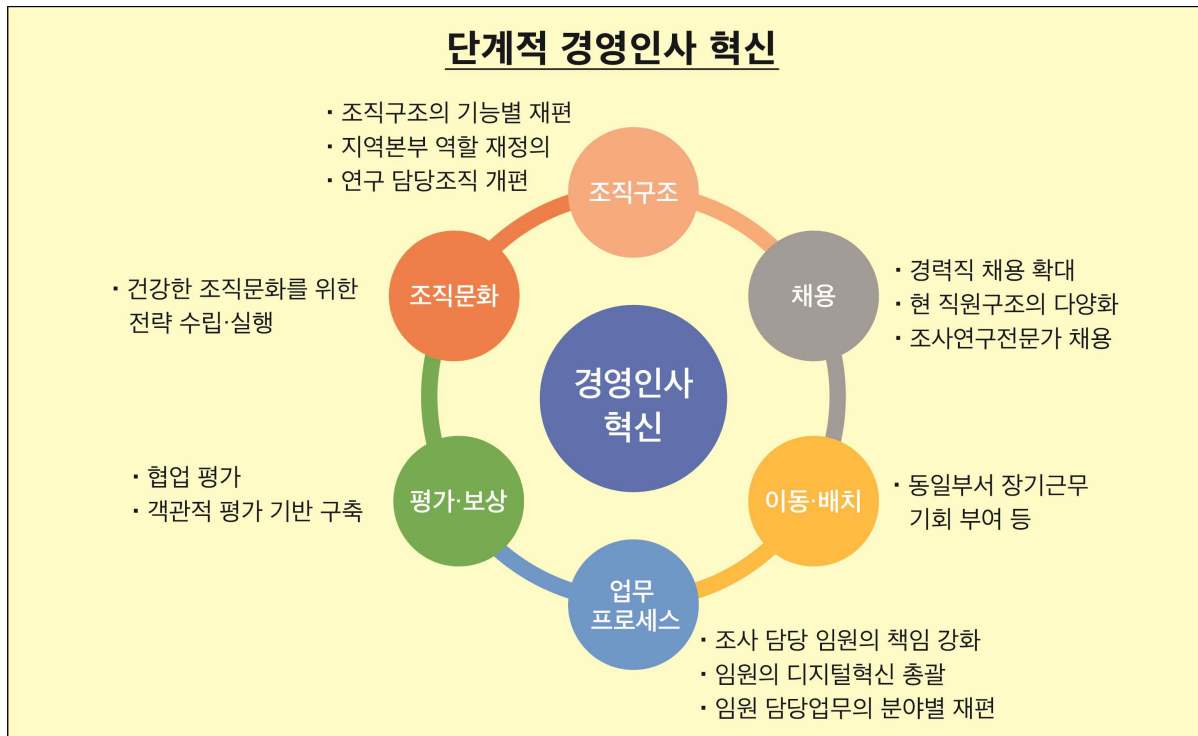 단계적 경영인사 혁신
· 조직구조의 기능별 재편
· 지역본부 역할 재정의
· 연구 담당조직 개편
조직구조
· 경력직 채용 확대
· 현 직원구조의 다양화
· 조사연구전문가 채용
채용
· 건강한 조직문화를 위한
전략 수립·실행
조직문화
경영인사
혁신
· 협업 평가
· 객관적 평가 기반 구축
평가·보상
이동·배치
· 동일부서 장기근무
기회 부여 등
업무
프로세스
· 조사 담당 임원의 책임 강화
· 임원의 디지털혁신 총괄
· 임원 담당업무의 분야별 재편